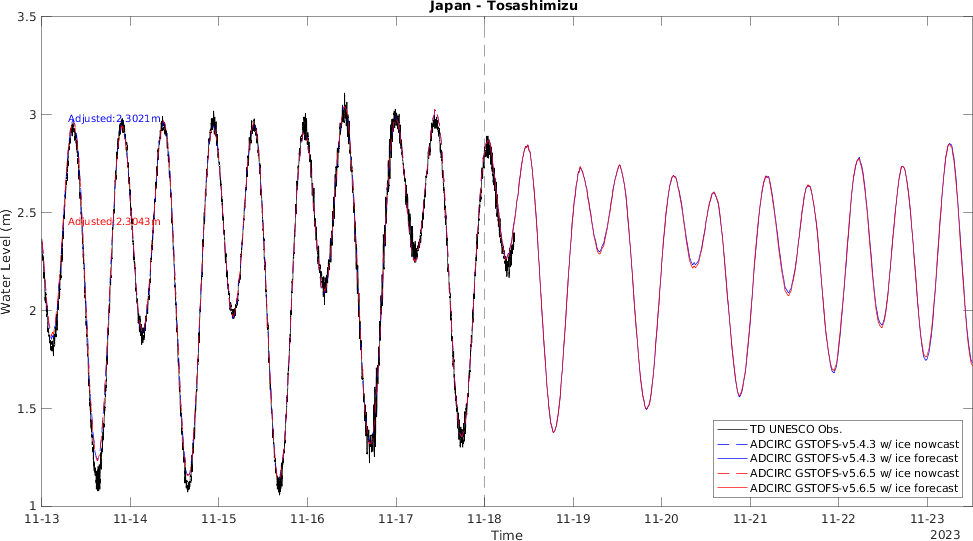 Japan - Tosashimizu
3.5
3
2.5
2
1.5
1
Water Level (m)
Adjusted:2.3021m
Adjusted:2.3043m
TD UNESCO Obs.
ADCIRC GSTOFS-v5.4.3 w/ ice nowcast
ADCIRC GSTOFS-v5.4.3 w/ ice forecast
ADCIRC GSTOFS-v5.6.5 w/ ice nowcast
ADCIRC GSTOFS-v5.6.5 w/ ice forecast
11-13 11-14 11-15 11-16 11-17 11-18 11-19 11-20 11-21 11-22 11-23
Time
2023